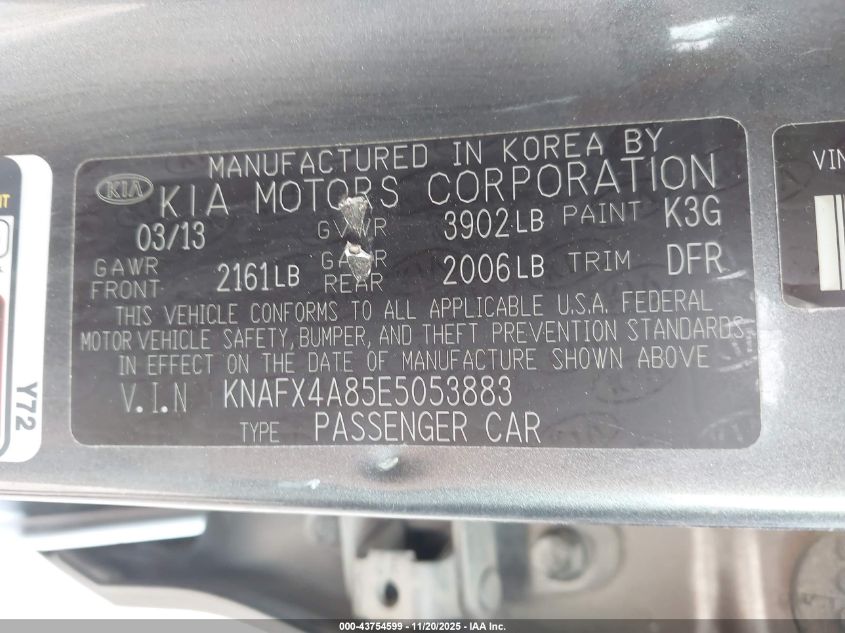 MANUFACTURED IN KOREA BY
KIA KIA MOTORS CORPORATION
03/13 GVWR 3902LB PAINT K3G
GAWR FRONT 2161LB GAWR REAR 2006LB TRIM DFR
THIS VEHICLE CONFORMS TO ALL APPLICABLE U.S.A. FEDERAL
MOTOR VEHICLE SAFETY, BUMPER, AND THEFT PREVENTION STANDARDS
IN EFFECT ON THE DATE OF MANUFACTURE SHOWN ABOVE
V.I.N KNAFX4A85E5053883
TYPE PASSENGER CAR
Y72
VIN
000-43754599 - 11/20/2025 - IAA Inc.